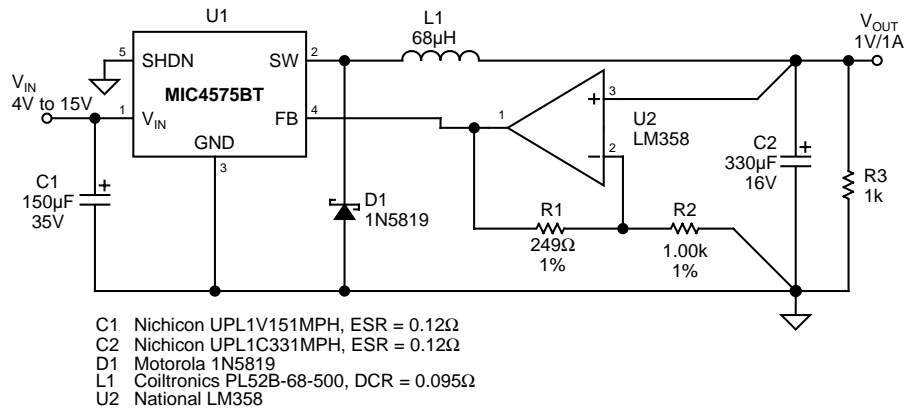 U1
L1
68µH
VOUT
1V/1A
5
SHDN
SW
2
MIC4575BT
VIN
4V to 15V
1
VIN
FB
4
GND
3
1
+
3
–
2
U2
LM358
C1
150µF
35V
+
D1
1N5819
R1
249Ω
1%
R2
1.00k
1%
C2
330µF
16V
+
R3
1k
C1 Nichicon UPL1V151MPH, ESR = 0.12Ω
C2 Nichicon UPL1C331MPH, ESR = 0.12Ω
D1 Motorola 1N5819
L1 Coiltronics PL52B-68-500, DCR = 0.095Ω
U2 National LM358